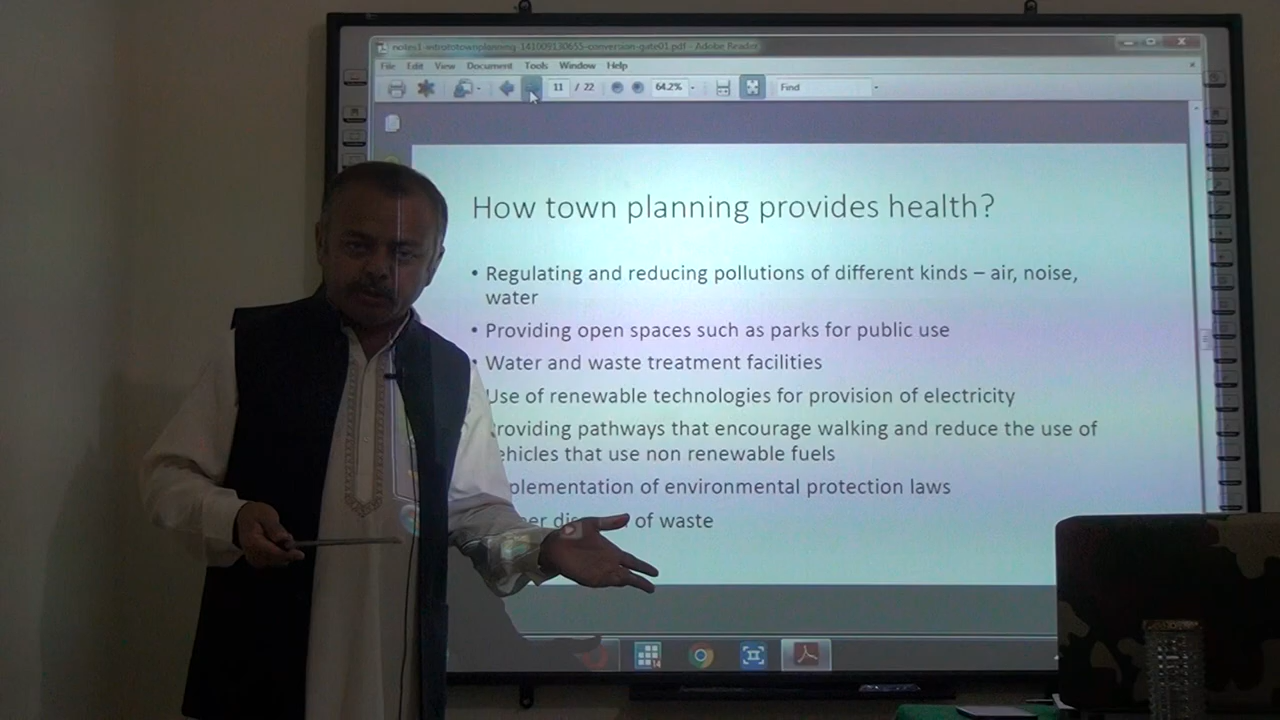 notes1-intrototownplanning-141009130655-conversion-gate01.pdf - Adobe Reader
File Edit View Document Tools Window Help
11 / 22 64.2% Find
How town planning provides health?
• Regulating and reducing pollutions of different kinds – air, noise,
water
• Providing open spaces such as parks for public use
• Water and waste treatment facilities
Use of renewable technologies for provision of electricity
roviding pathways that encourage walking and reduce the use of
ehicles that use non renewable fuels
plementation of environmental protection laws
of waste
14